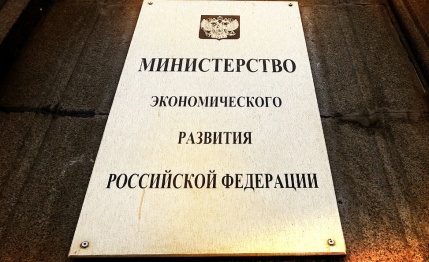 МИНИСТЕРСТВО
ЭКОНОМИЧЕСКОГО
РАЗВИТИЯ
РОССИЙСКОЙ ФЕДЕРАЦИИ